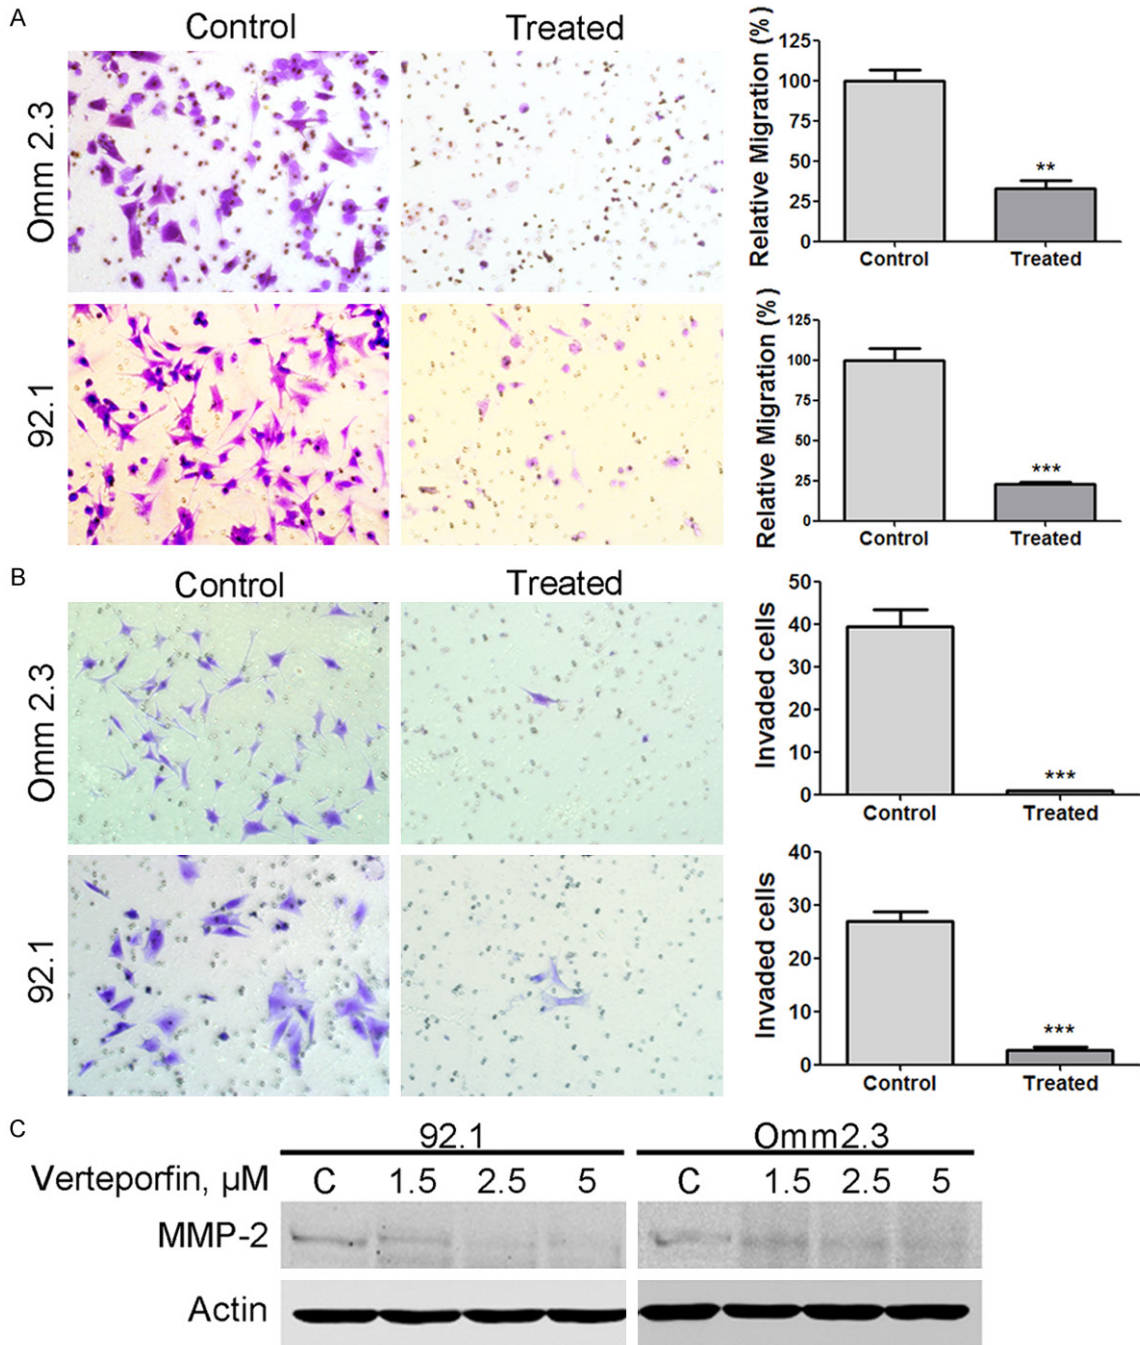 A
Control Treated
Omm 2.3
92.1
Relative Migration (%)
125
100
75
50
25
0
**
Control Treated
Relative Migration (%)
125
100
75
50
25
0
***
Control Treated
B
Control Treated
Omm 2.3
92.1
Invaded cells
50
40
30
20
10
0
***
Control Treated
Invaded cells
40
30
20
10
0
***
Control Treated
C
92.1 Omm2.3
Verteporfin, µM C 1.5 2.5 5 C 1.5 2.5 5
MMP-2
Actin